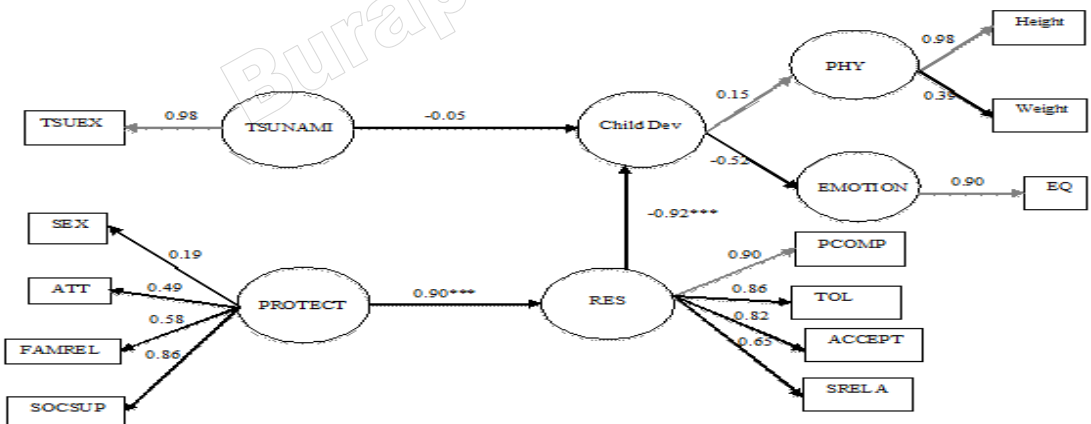 Burap
Height
0.98
PHY
0.39
Weight
0.15
TSUEX
0.98
TSUNAMI
-0.05
Child Dev
-0.52
EMOTION
0.90
EQ
SEX
0.19
-0.92***
0.90
PCOMP
ATT
0.49
PROTECT
0.90***
RES
0.86
TOL
0.58
0.82
ACCEPT
FAMREL
0.86
0.65
SRELA
SOCSUP